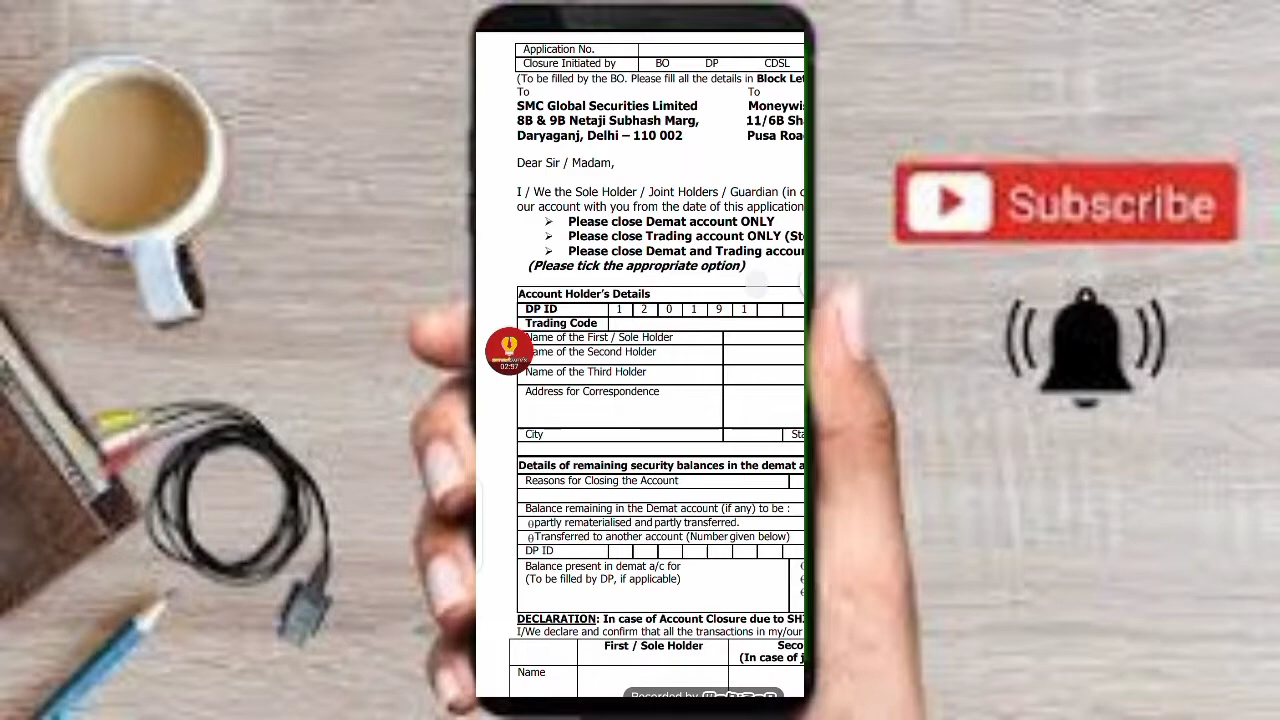 Application No.
Closure Initiated by BO DP CDSL
(To be filled by the BO. Please fill all the details in Block Let
To To
SMC Global Securities Limited Moneywi
8B & 9B Netaji Subhash Marg, 11/6B Sh
Daryaganj, Delhi – 110 002 Pusa Roa
Dear Sir / Madam,
I / We the Sole Holder / Joint Holders / Guardian (in c
our account with you from the date of this application
➢ Please close Demat account ONLY
➢ Please close Trading account ONLY (St
➢ Please close Demat and Trading accou
(Please tick the appropriate option)
Account Holder's Details
DP ID 1 2 0 1 9 1
Trading Code
Name of the First / Sole Holder
Name of the Second Holder
02:57
Name of the Third Holder
Address for Correspondence
City Sta
Details of remaining security balances in the demat a
Reasons for Closing the Account
Balance remaining in the Demat account (if any) to be :
θpartly rematerialised and partly transferred.
θTransferred to another account (Number given below)
DP ID
Balance present in demat a/c for
(To be filled by DP, if applicable)
DECLARATION: In case of Account Closure due to SH
I/We declare and confirm that all the transactions in my/our
First / Sole Holder Seco
(In case of j
Name
Recorded by
Subscribe